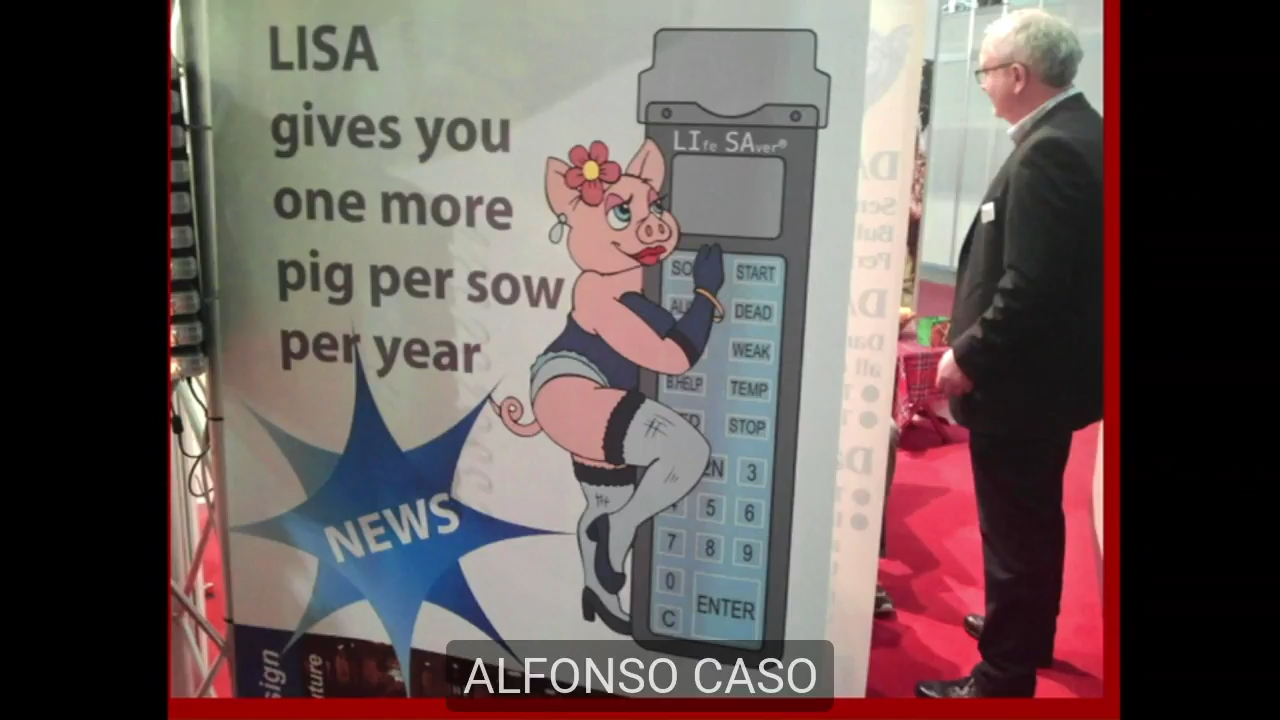 LISA
gives you
one more
pig per sow
per year
NEWS
LIfe SAver®
START
DEAD
WEAK
B.HELP TEMP
STOP
3
5 6
7 8 9
0
C ENTER
ALFONSO CASO